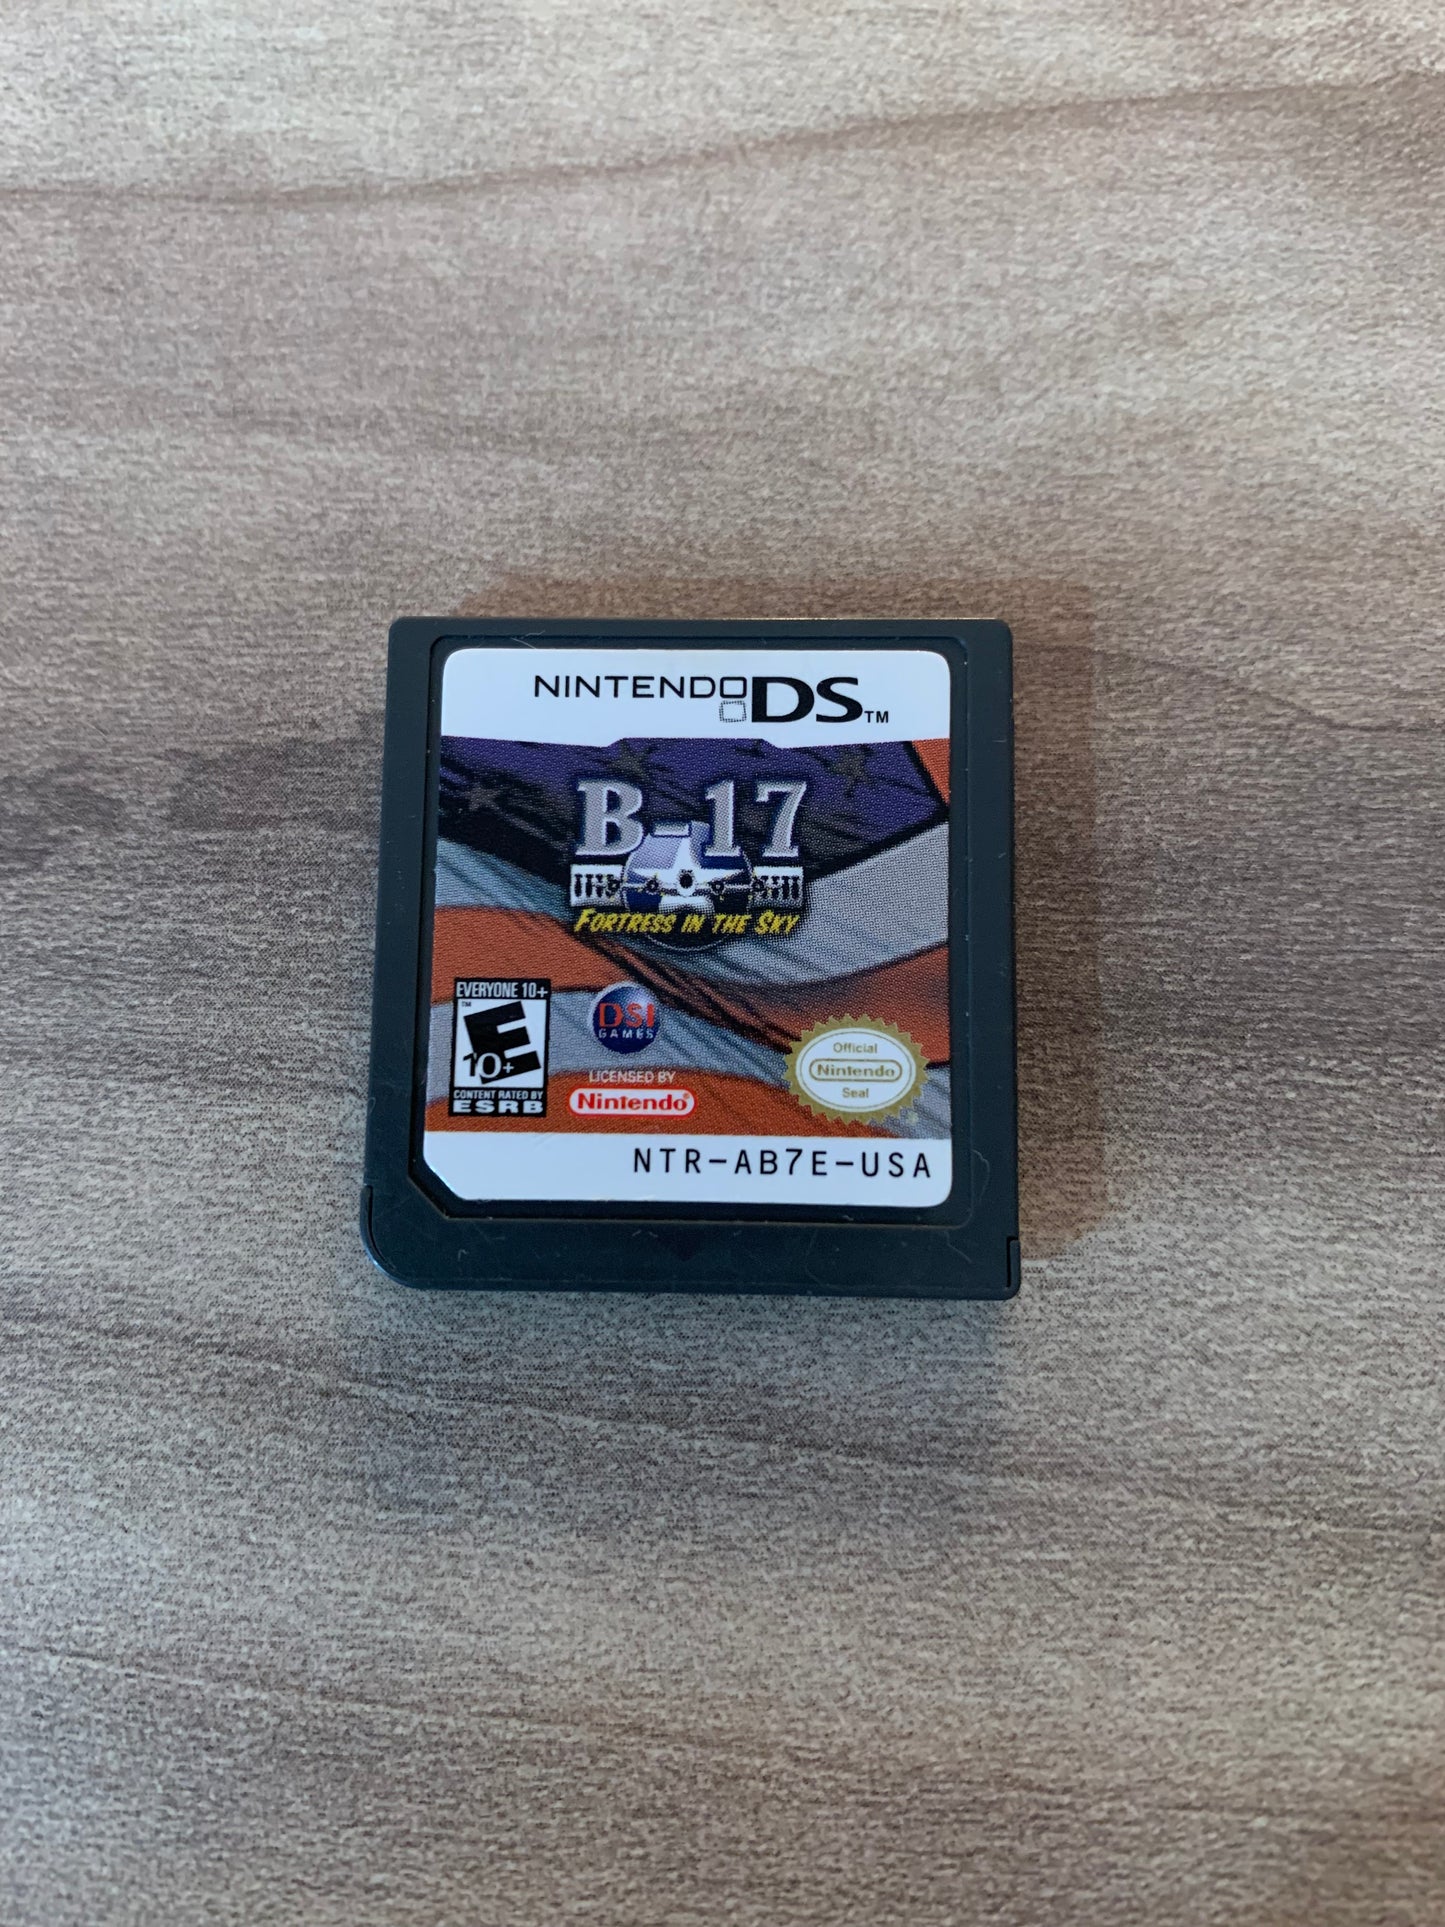 NINTENDO DS™
B-17
FORTRESS IN THE SKY
EVERYONE 10+
™
E
10+
CONTENT RATED BY
ESRB
DSI
GAMES
LICENSED BY
Nintendo®
Official
Nintendo
Seal
NTR-AB7E-USA